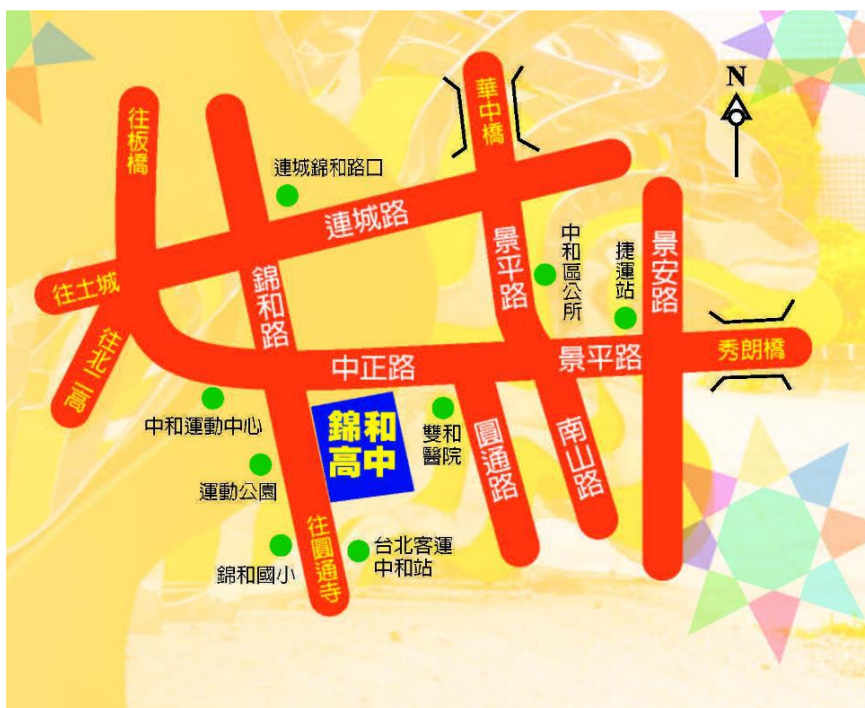 N
華中橋
往板橋
連城錦和路口
連城路
景平路
中和區公所
捷運站
景安路
往土城
往北二高
錦和路
中正路
景平路
秀朗橋
中和運動中心
錦和
高中
雙和
醫院
圓通路
南山路
運動公園
往圓通寺
錦和國小
台北客運
中和站